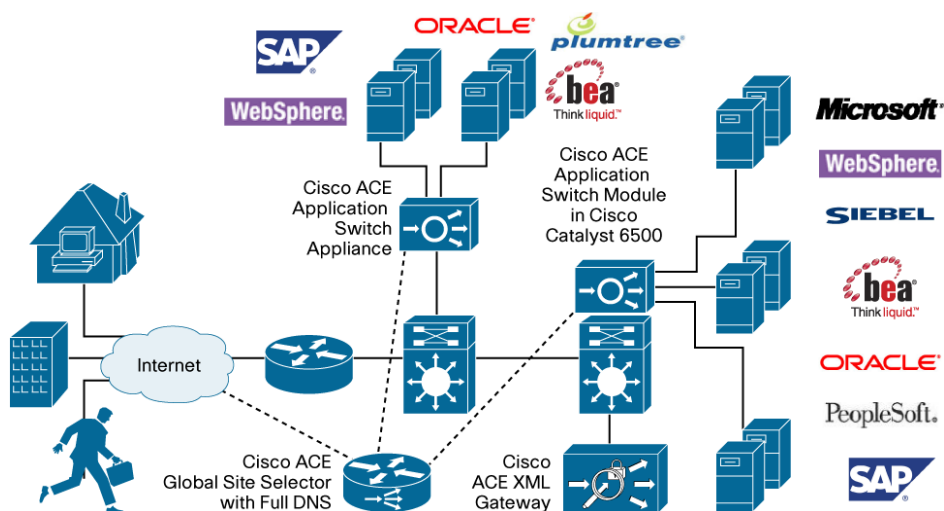 ORACLE®
plumtree®
SAP®
WebSphere®
bea®
Think liquid.™
Microsoft®
Cisco ACE
Application
Switch
Appliance
Cisco ACE
Application
Switch Module
in Cisco
Catalyst 6500
WebSphere®
SIEBEL
bea®
Think liquid.™
Internet
ORACLE®
PeopleSoft®
Cisco ACE
Global Site Selector
with Full DNS
Cisco
ACE XML
Gateway
SAP®